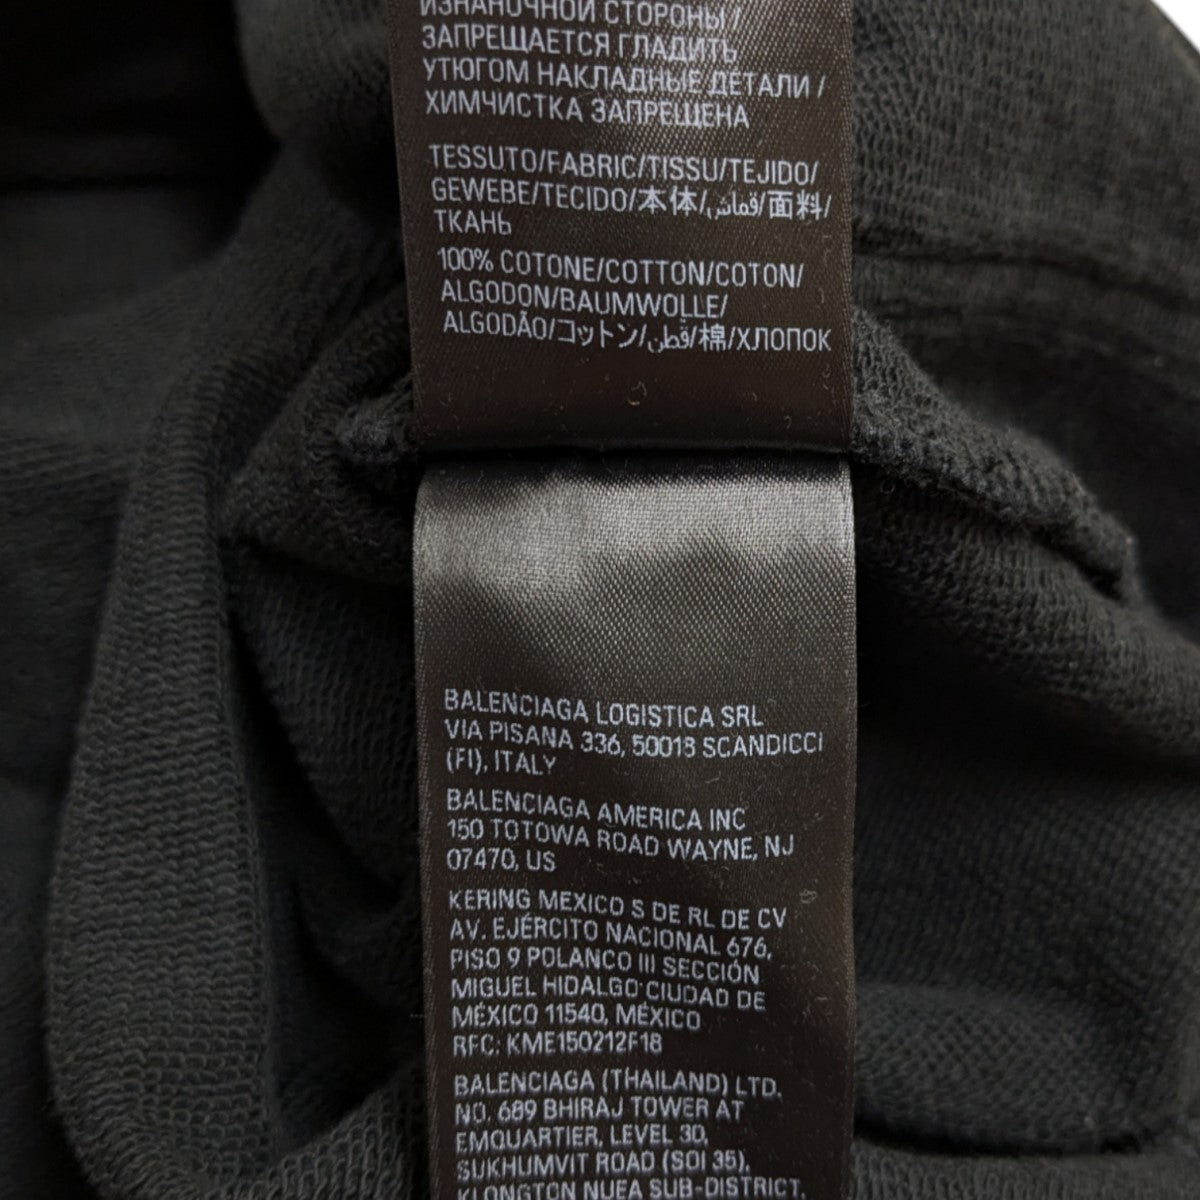 ИЗНАНОЧНОЙ СТОРОНЫ /
ЗАПРЕЩАЕТСЯ ГЛАДИТЬ
УТЮГОМ НАКЛАДНЫЕ ДЕТАЛИ /
ХИМЧИСТКА ЗАПРЕЩЕНА
TESSUTO/FABRIC/TISSU/TEJIDO/
GEWEBE/TECIDO/本体/قماش/面料/
ТКАНЬ
100% COTONE/COTTON/COTON/
ALGODON/BAUMWOLLE/
ALGODÃO/コットン/قطن/棉/ХЛОПОК
BALENCIAGA LOGISTICA SRL
VIA PISANA 336, 50018 SCANDICCI
(FI), ITALY
BALENCIAGA AMERICA INC
150 TOTOWA ROAD WAYNE, NJ
07470, US
KERING MEXICO S DE RL DE CV
AV. EJÉRCITO NACIONAL 676,
PISO 9 POLANCO III SECCIÓN
MIGUEL HIDALGO CIUDAD DE
MÉXICO 11540, MÉXICO
RFC: KME150212F18
BALENCIAGA (THAILAND) LTD.
NO. 689 BHIRAJ TOWER AT
EMQUARTIER, LEVEL 30,
SUKHUMVIT ROAD (SOI 35),
KLONGTON NUEA SUB-DISTRICT,